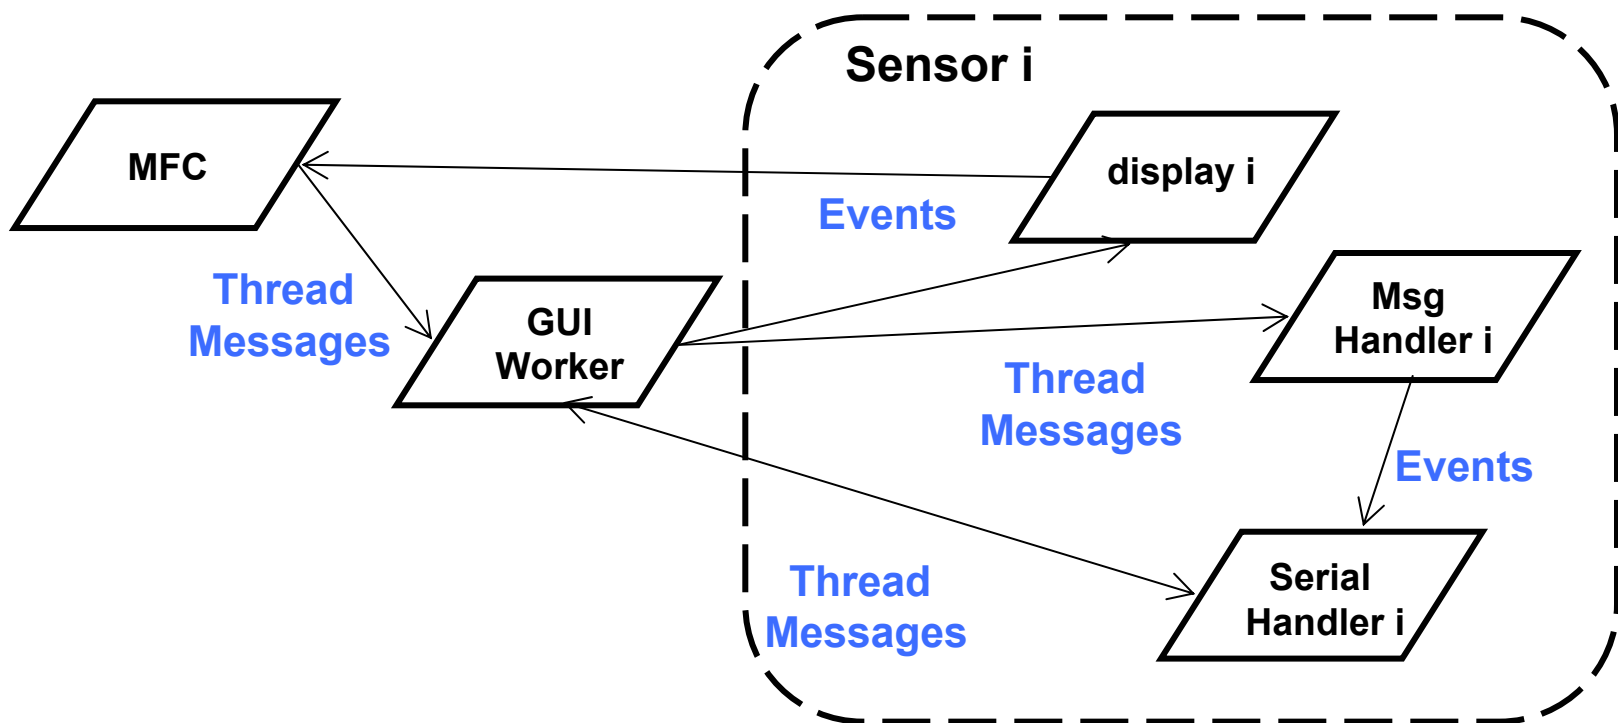 Sensor i
MFC
display i
Events
Thread
Messages
GUI
Worker
Msg
Handler i
Thread
Messages
Events
Serial
Handler i
Thread
Messages